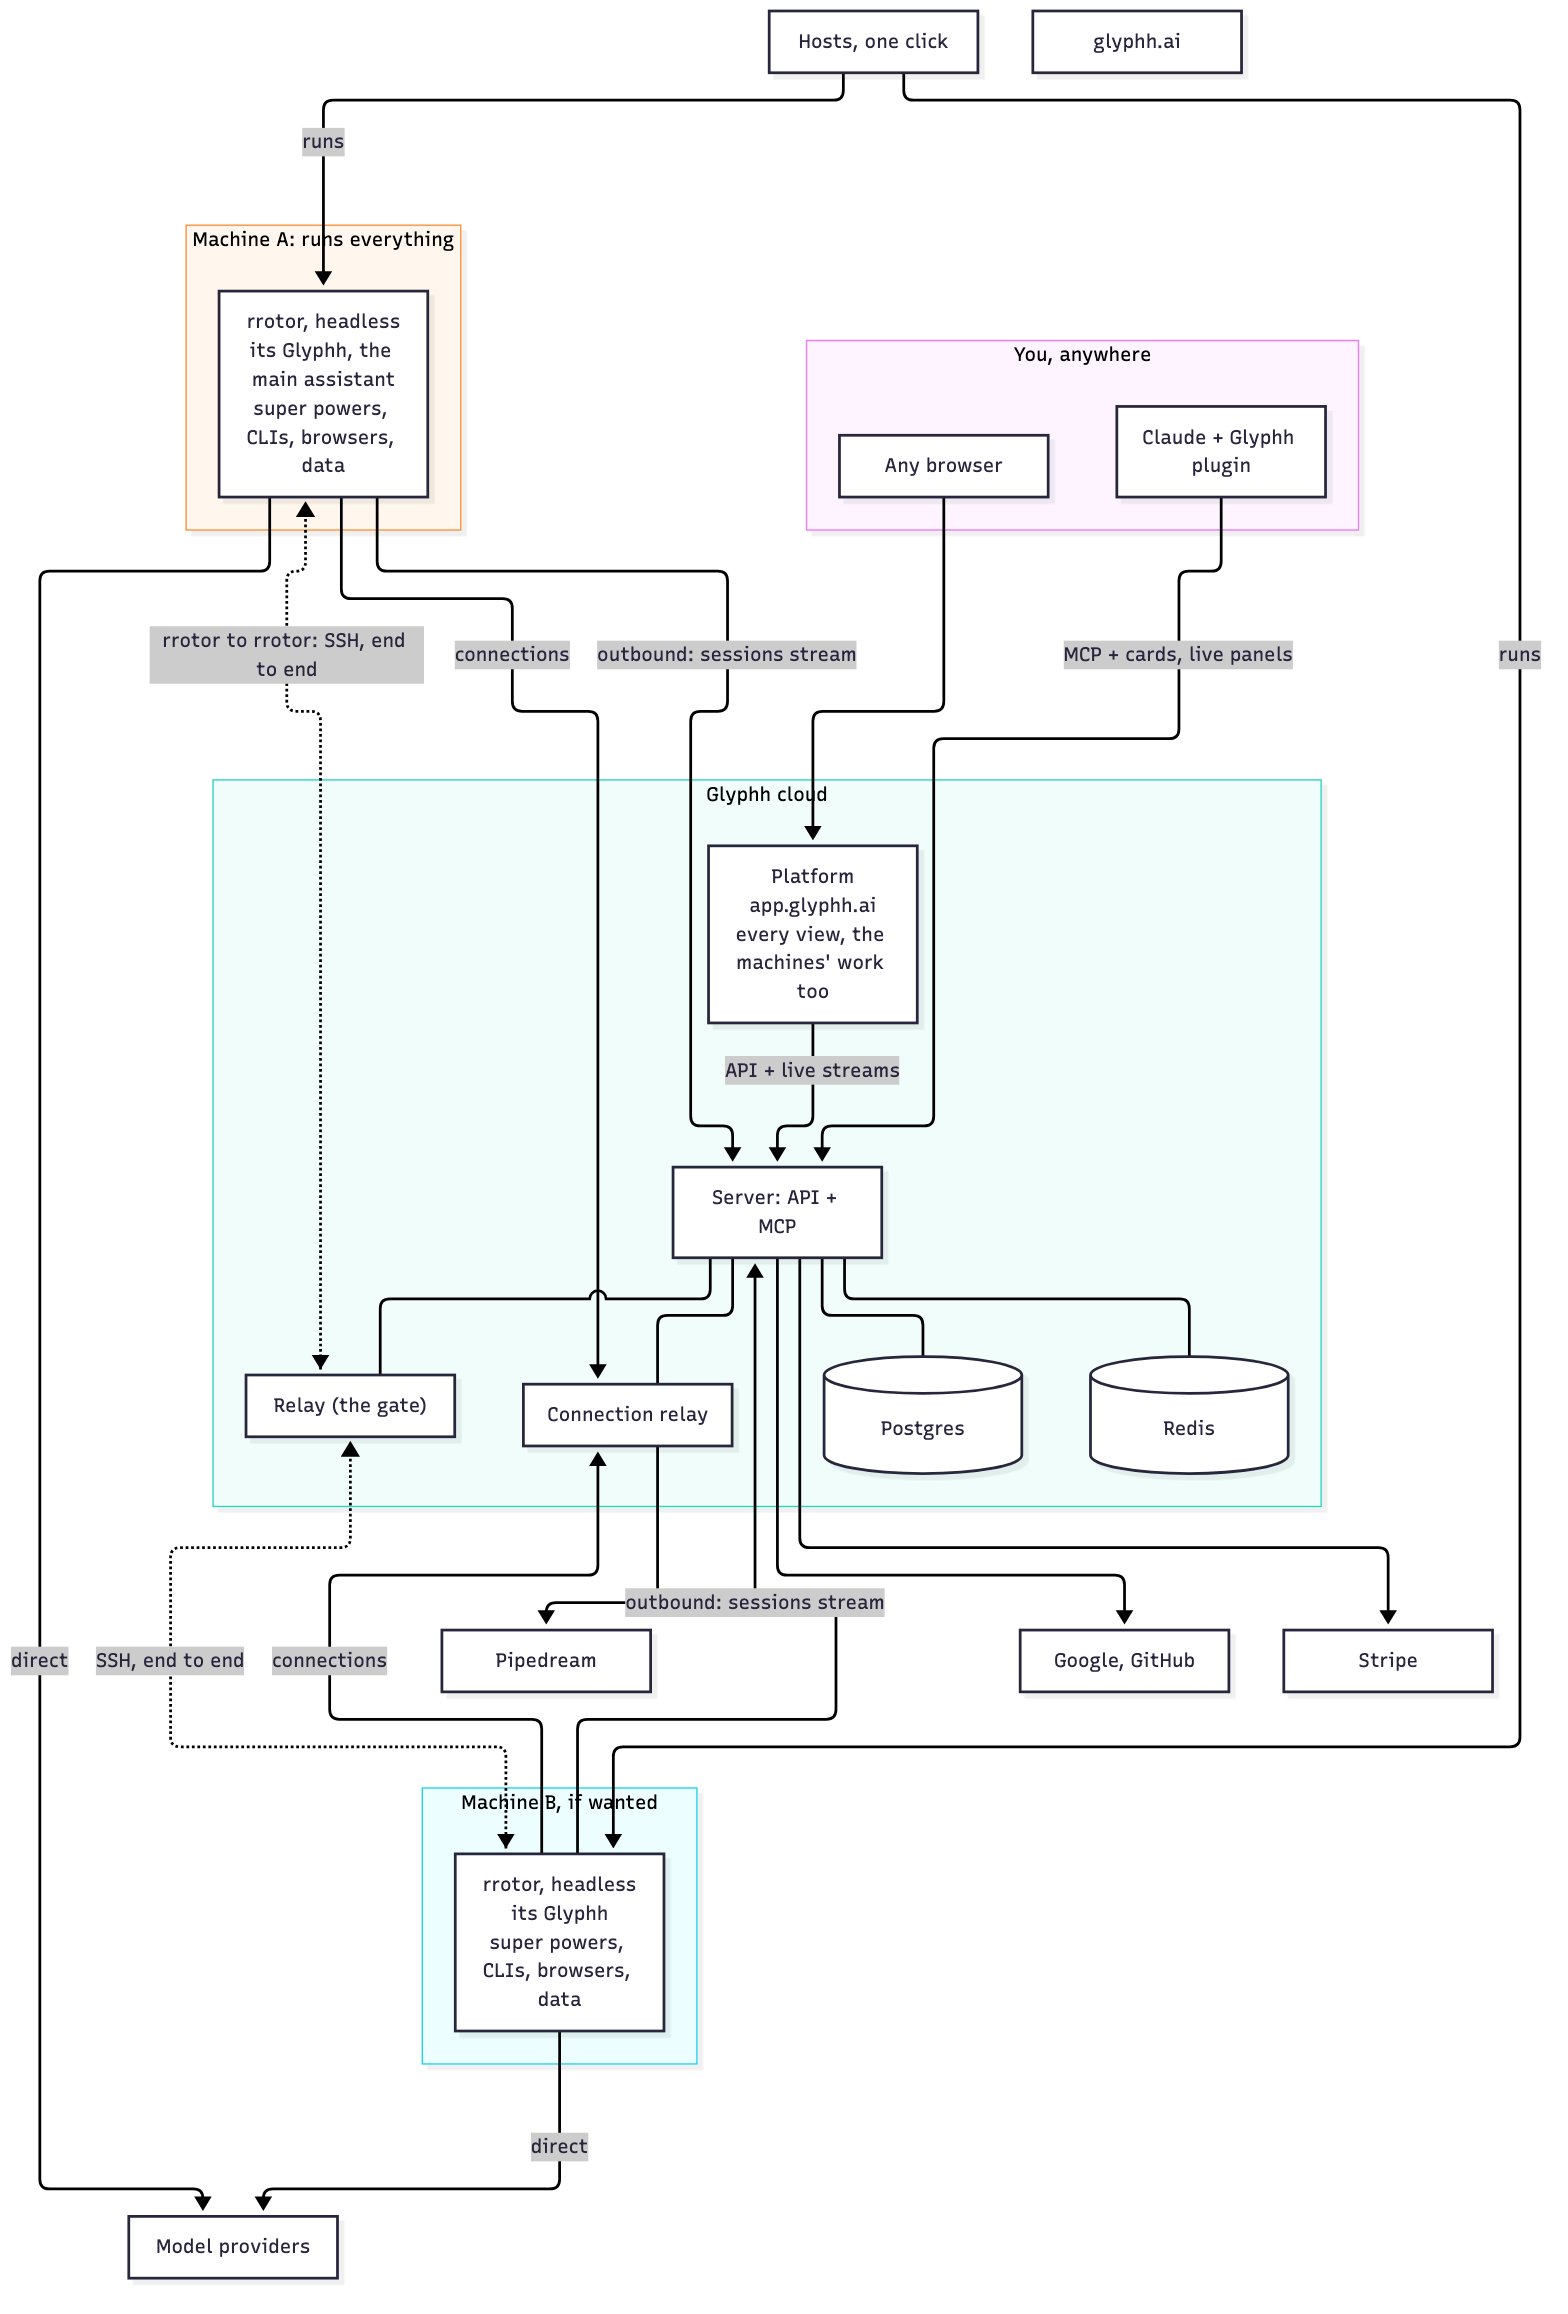 Hosts, one click
glyphh.ai
runs
Machine A: runs everything
rrotor, headless
its Glyphh, the
main assistant
super powers,
CLIs, browsers,
data
You, anywhere
Any browser
Claude + Glyphh
plugin
rrotor to rrotor: SSH, end
to end
connections
outbound: sessions stream
MCP + cards, live panels
runs
Glyphh cloud
Platform
app.glyphh.ai
every view, the
machines' work
too
API + live streams
Server: API +
MCP
Relay (the gate)
Connection relay
Postgres
Redis
outbound: sessions stream
direct
SSH, end to end
connections
Pipedream
Google, GitHub
Stripe
Machine B, if wanted
rrotor, headless
its Glyphh
super powers,
CLIs, browsers,
data
direct
Model providers